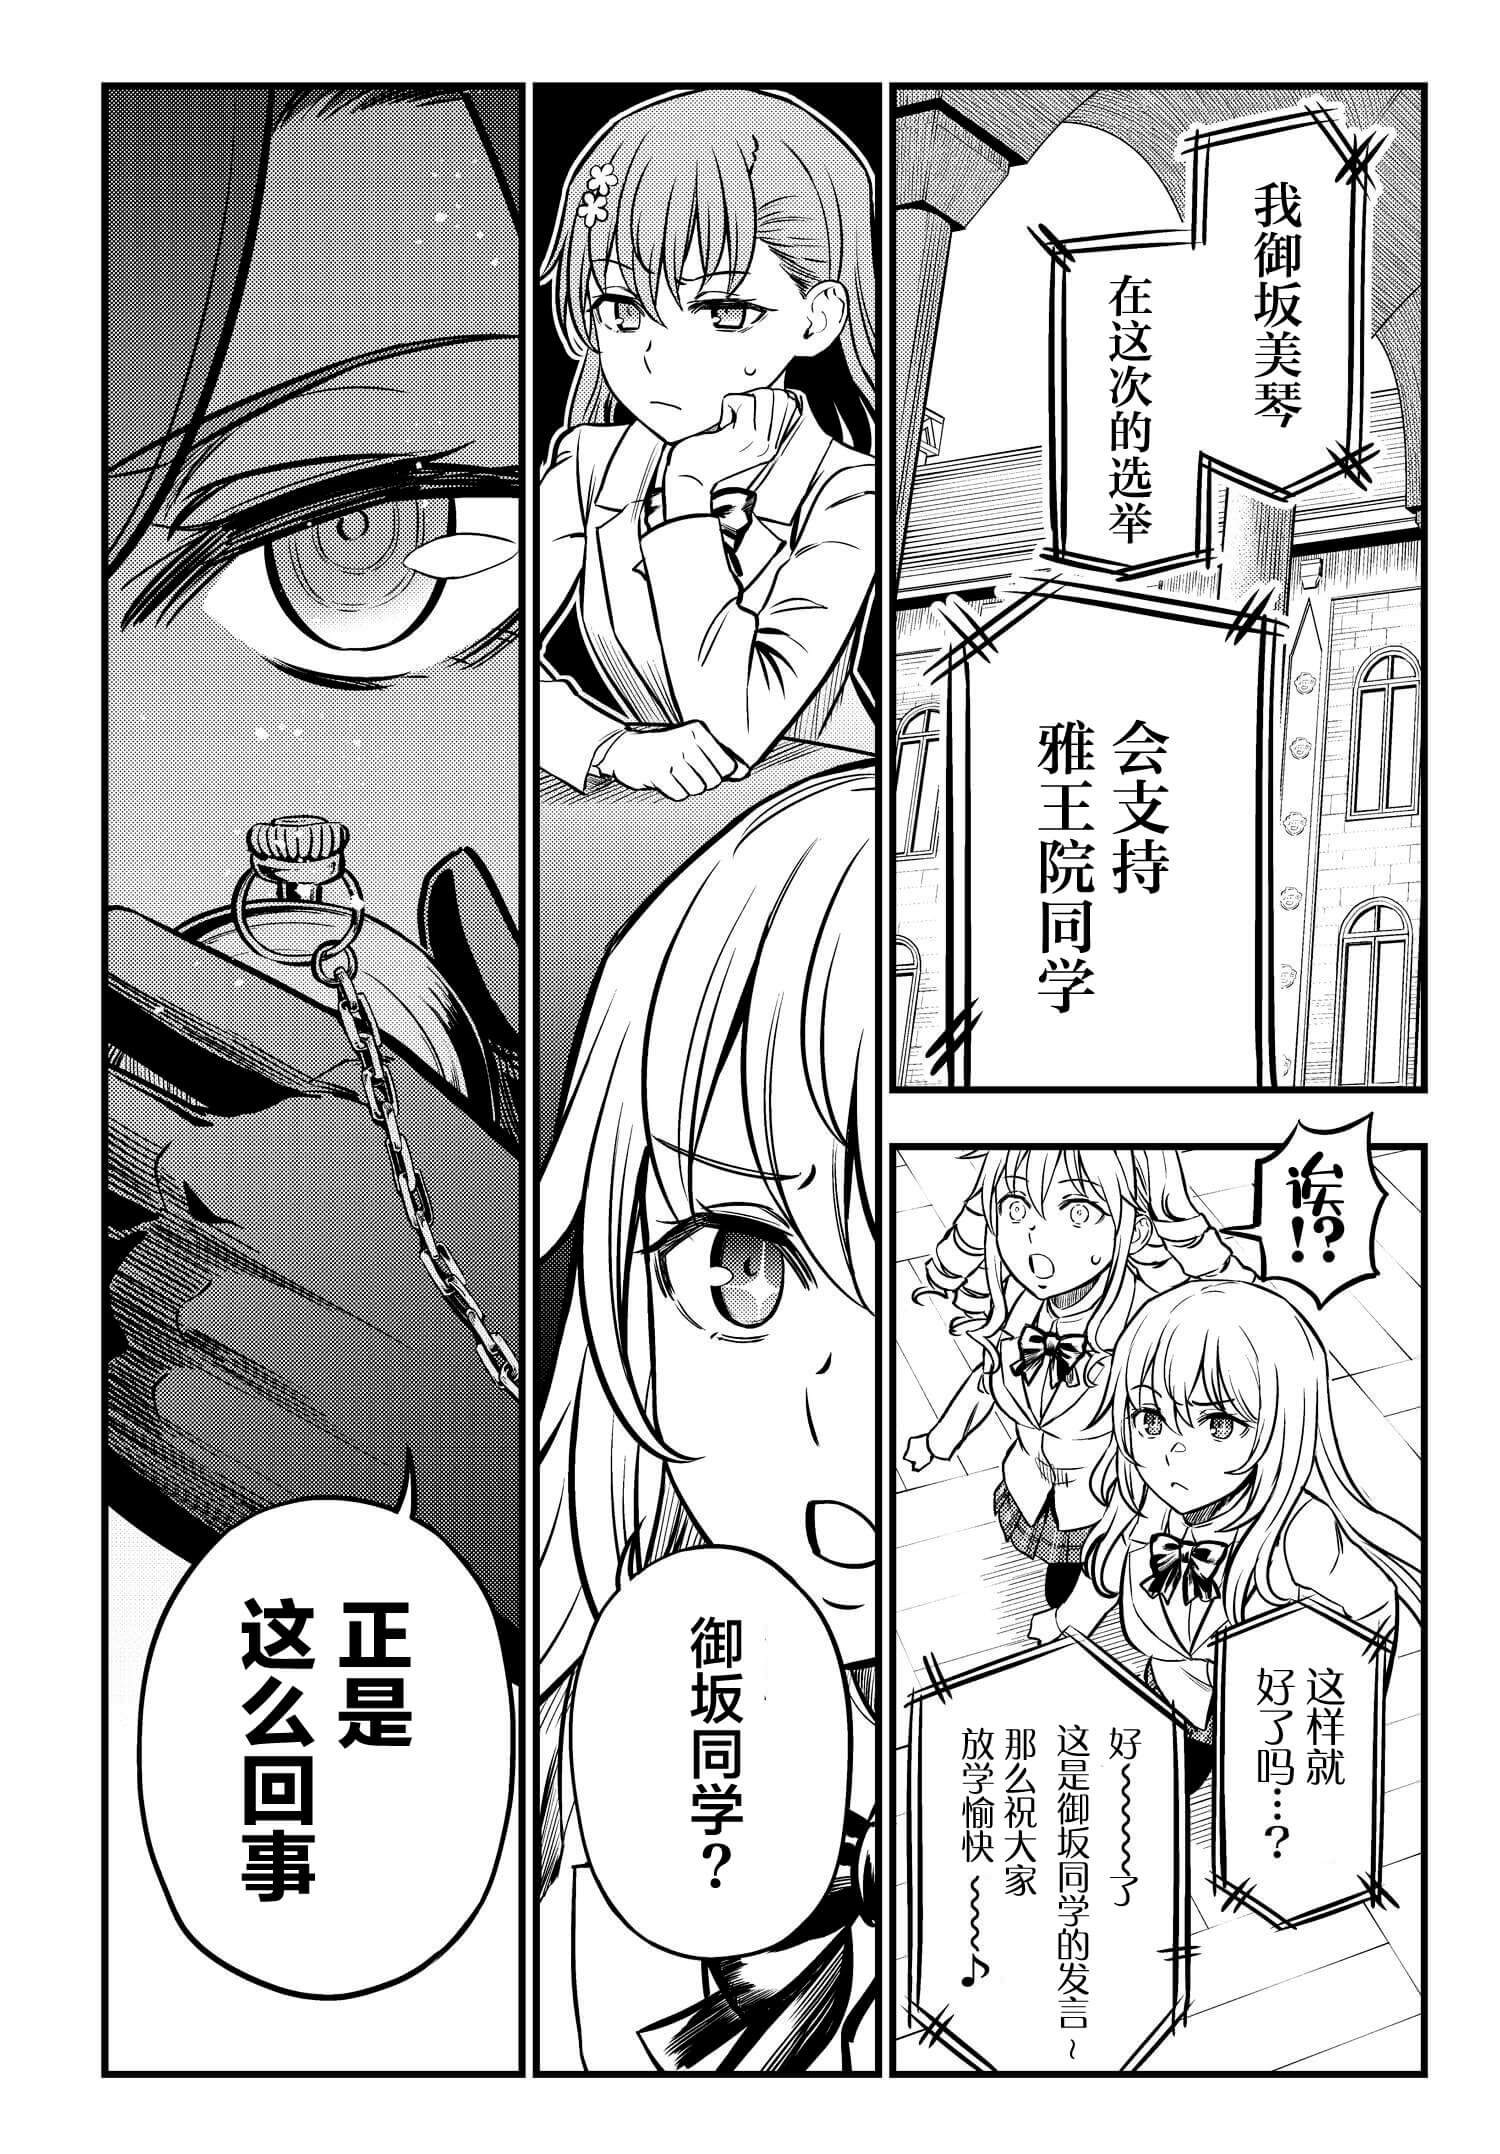 我御坂美琴
在这次的选举
会支持
雅王院同学
诶!?
这样就
好了吗…?
好~~~~了
这是御坂同学的发言~
那么祝大家
放学愉快~~~~♪
御坂同学?
正是
这么回事